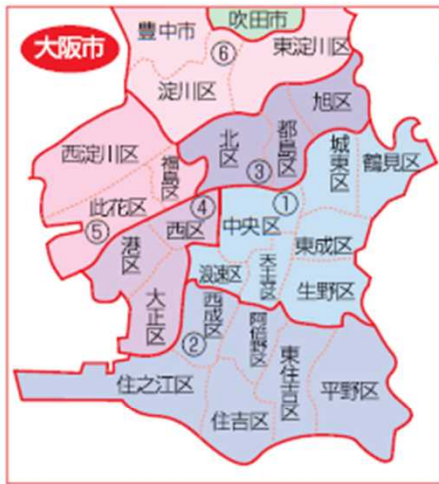 吹田市
豊中市
大阪市
⑥
東淀川区
淀川区
旭区
北区
都島区
城東区
鶴見区
西淀川区
福島区
③
此花区
④
①
西区
中央区
⑤
港区
東成区
浪速区
天王寺区
生野区
大正区
西成区
②
阿倍野区
東住吉区
平野区
住之江区
住吉区